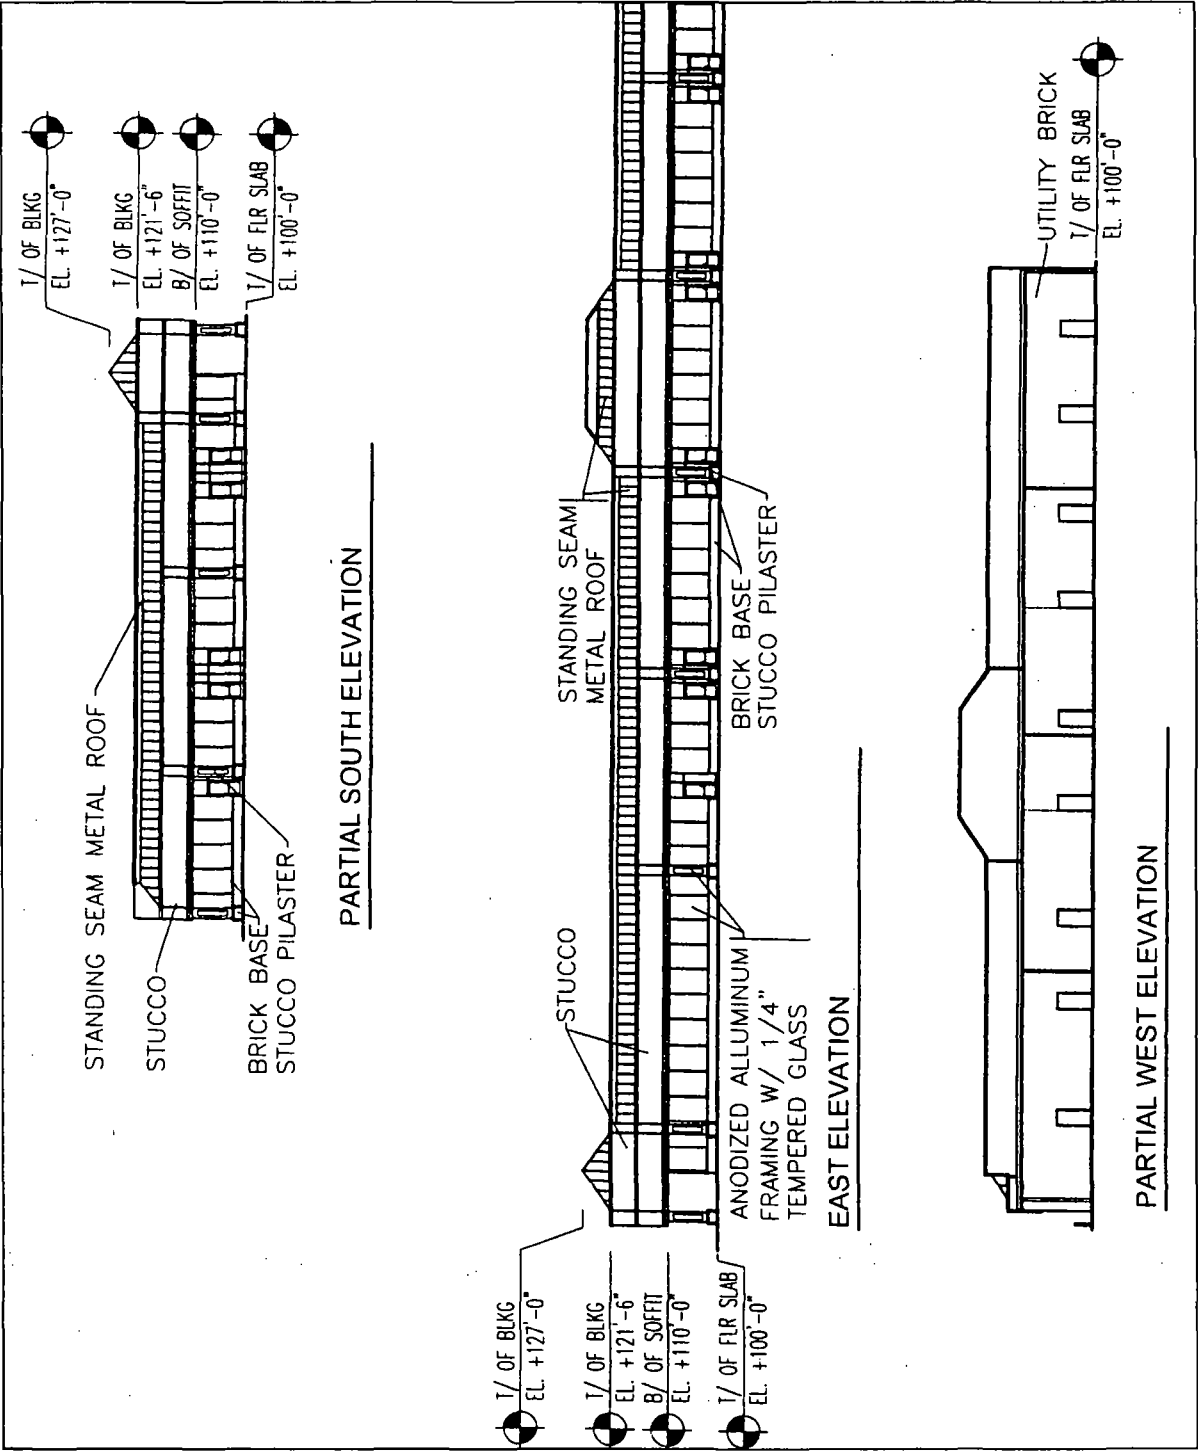 T/ OF BLKG
EL. +127'-0"
T/ OF BLKG
EL. +121'-6"
B/ OF SOFFIT
EL. +110'-0"
T/ OF FLR SLAB
EL. +100'-0"
STANDING SEAM METAL ROOF
STUCCO
BRICK BASE
STUCCO PILASTER
PARTIAL SOUTH ELEVATION
T/ OF BLKG
EL. +127'-0"
T/ OF BLKG
EL. +121'-6"
B/ OF SOFFIT
EL. +110'-0"
T/ OF FLR SLAB
EL. +100'-0"
STUCCO
STANDING SEAM
METAL ROOF
BRICK BASE
STUCCO PILASTER
ANODIZED ALLUMINUM
FRAMING W/ 1/4"
TEMPERED GLASS
EAST ELEVATION
UTILITY BRICK
T/ OF FLR SLAB
EL. +100'-0"
PARTIAL WEST ELEVATION